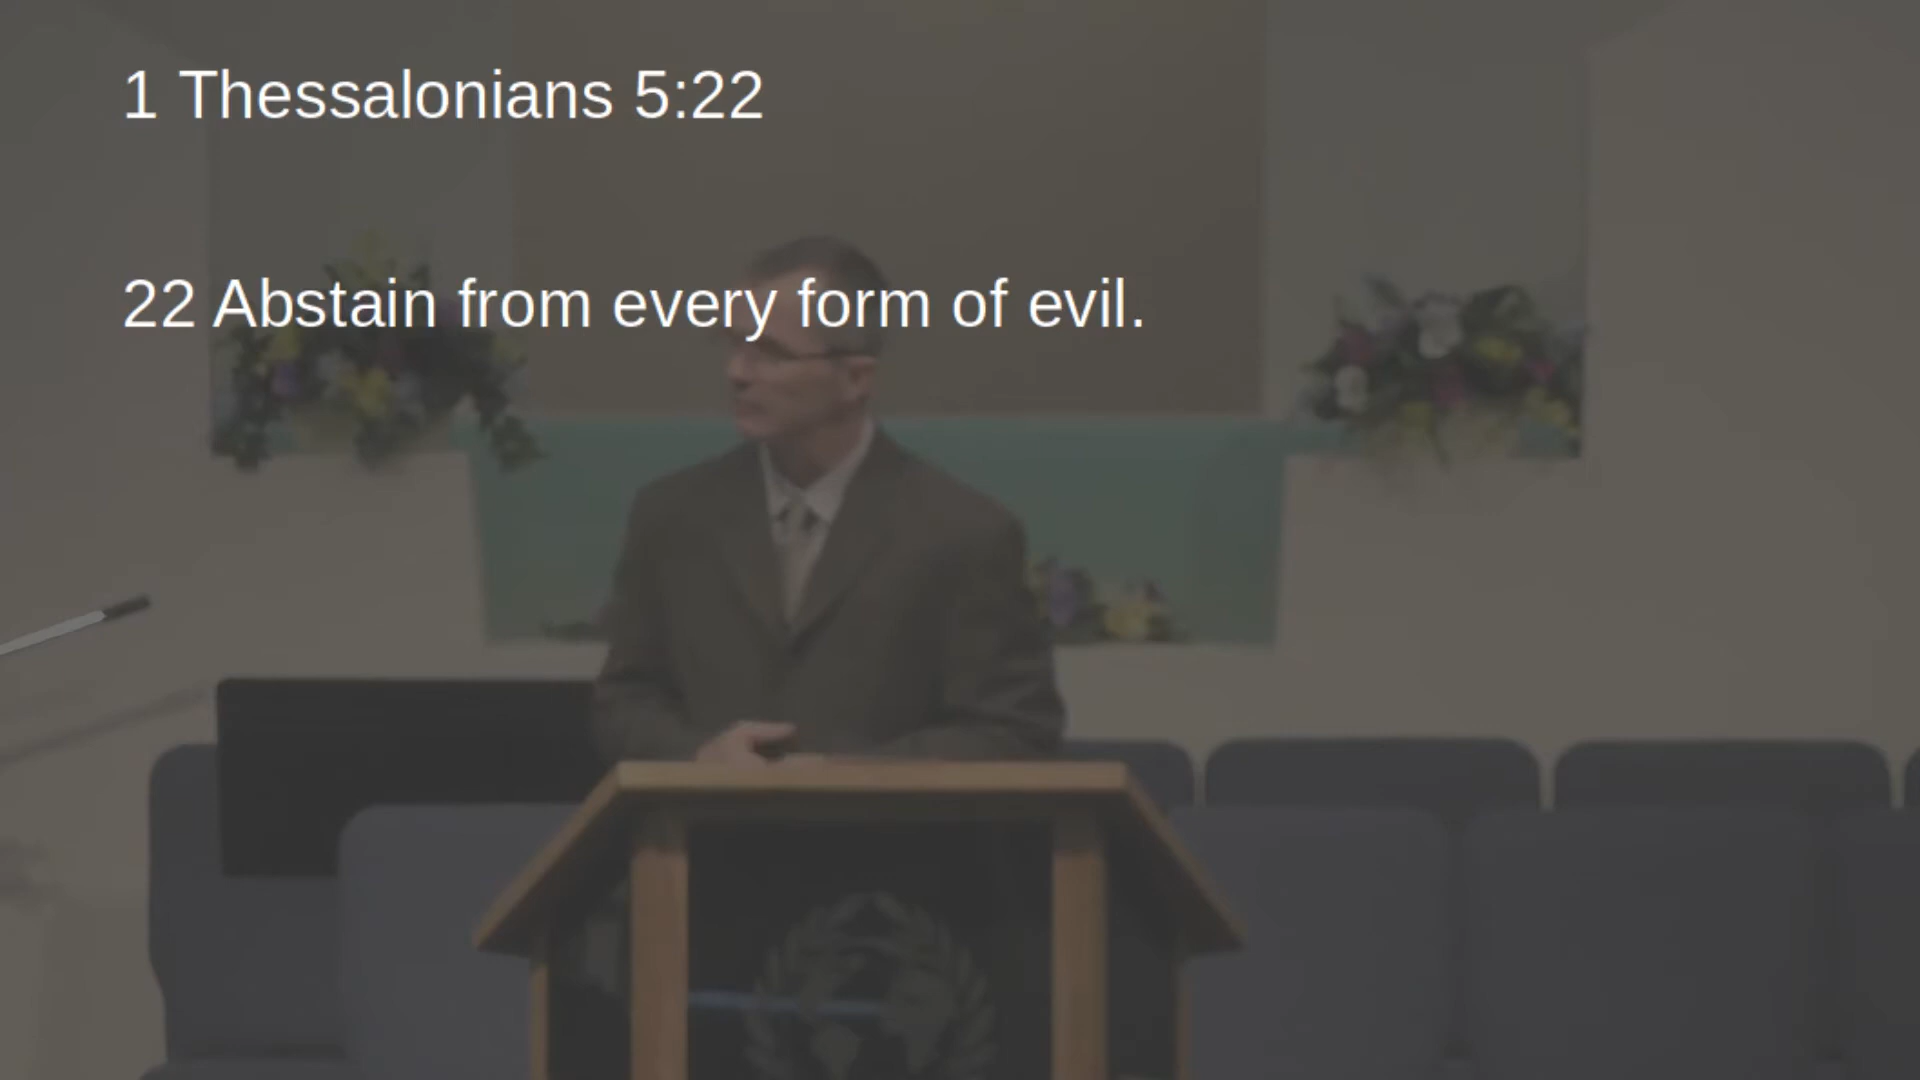 1 Thessalonians 5:22
22 Abstain from every form of evil.